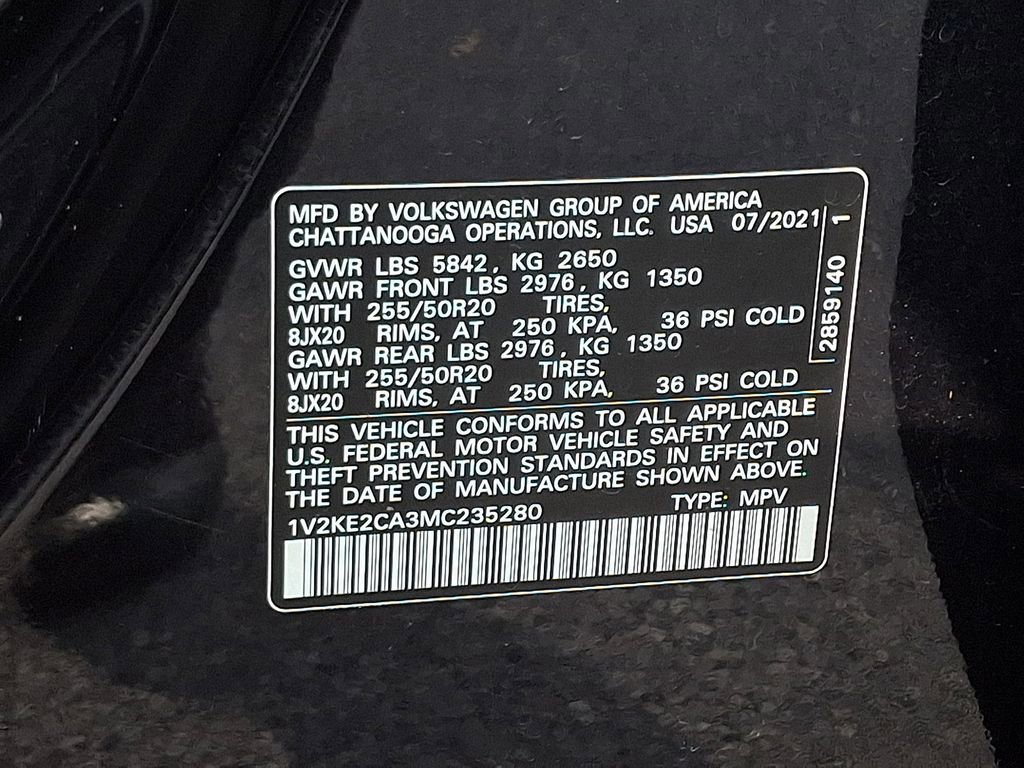 MFD BY VOLKSWAGEN GROUP OF AMERICA
CHATTANOOGA OPERATIONS, LLC. USA 07/2021
GVWR LBS 5842, KG 2650
GAWR FRONT LBS 2976, KG 1350
WITH 255/50R20 TIRES,
8JX20 RIMS, AT 250 KPA, 36 PSI COLD
GAWR REAR LBS 2976, KG 1350
WITH 255/50R20 TIRES,
8JX20 RIMS, AT 250 KPA, 36 PSI COLD
THIS VEHICLE CONFORMS TO ALL APPLICABLE
U.S. FEDERAL MOTOR VEHICLE SAFETY AND
THEFT PREVENTION STANDARDS IN EFFECT ON
THE DATE OF MANUFACTURE SHOWN ABOVE.
1V2KE2CA3MC235280 TYPE: MPV
2859140 1